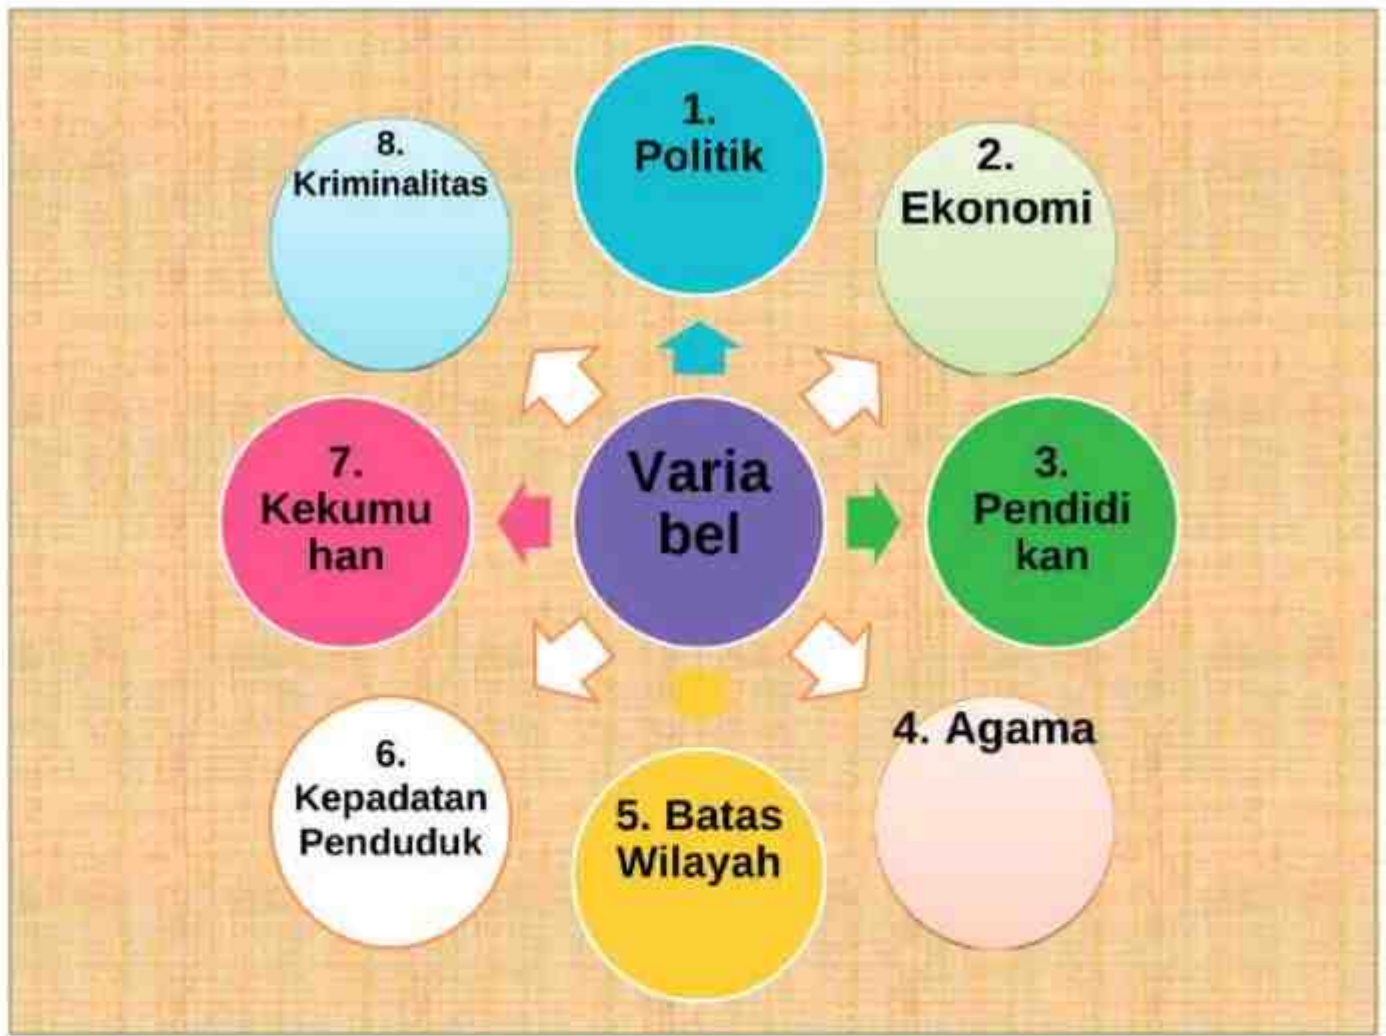 1.
Politik
2.
Ekonomi
3.
Pendidi
kan
4. Agama
5. Batas
Wilayah
6.
Kepadatan
Penduduk
7.
Kekumu
han
8.
Kriminalitas
Varia
bel